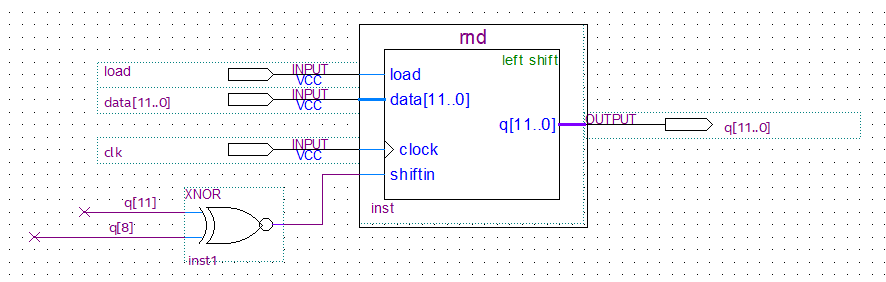 rnd
left shift
load
INPUT
VCC
load
data[11..0]
INPUT
VCC
data[11..0]
q[11..0]
OUTPUT
q[11..0]
clk
INPUT
VCC
clock
shiftin
inst
XNOR
q[11]
q[8]
inst1